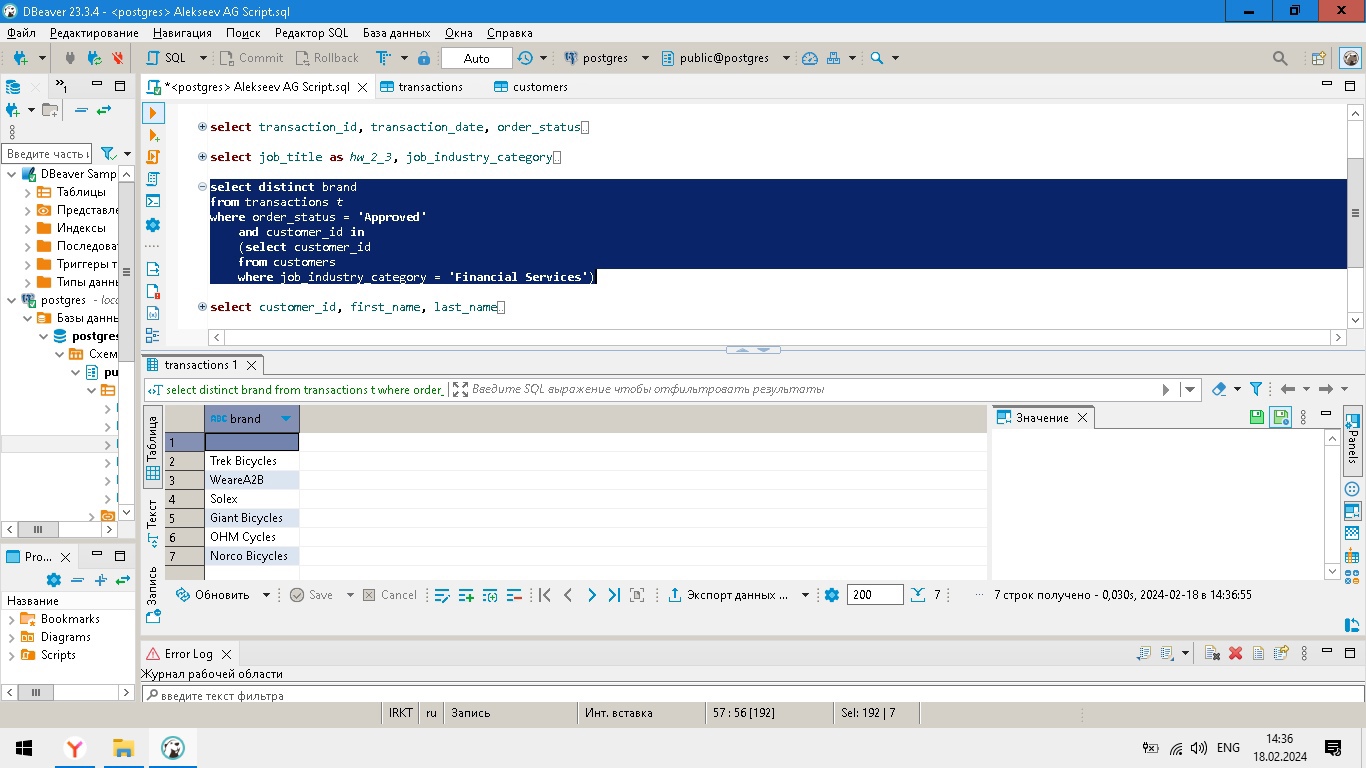 DBeaver 23.3.4 - <postgres> Alekseev AG Script.sql
Файл Редактирование Навигация Поиск Редактор SQL База данных Окна Справка
SQL Commit Rollback Auto postgres public@postgres
*<postgres> Alekseev AG Script.sql transactions customers
select transaction_id, transaction_date, order_status
select job_title as hw_2_3, job_industry_category
select distinct brand
from transactions t
where order_status = 'Approved'
and customer_id in
(select customer_id
from customers
where job_industry_category = 'Financial Services')
select customer_id, first_name, last_name
Введите часть
DBeaver Samp
Таблицы
Представле
Индексы
Последова
Триггеры т
Типы данн
postgres - loca
Базы данн
postgres
Схем
pu
Pro...
Название
Bookmarks
Diagrams
Scripts
transactions 1
select distinct brand from transactions t where order_ Введите SQL выражение чтобы отфильтровать результаты
Таблица
Текст
Запись
ABC brand
1
2 Trek Bicycles
3 WeareA2B
4 Solex
5 Giant Bicycles
6 OHM Cycles
7 Norco Bicycles
Значение
Panels
Обновить Save Cancel Экспорт данных ... 200 7 ... 7 строк получено - 0,030s, 2024-02-18 в 14:36:55
Error Log
Журнал рабочей области
введите текст фильтра
IRKT ru Запись Инт. вставка 57 : 56 [192] Sel: 192 | 7
ENG 14:36
18.02.2024